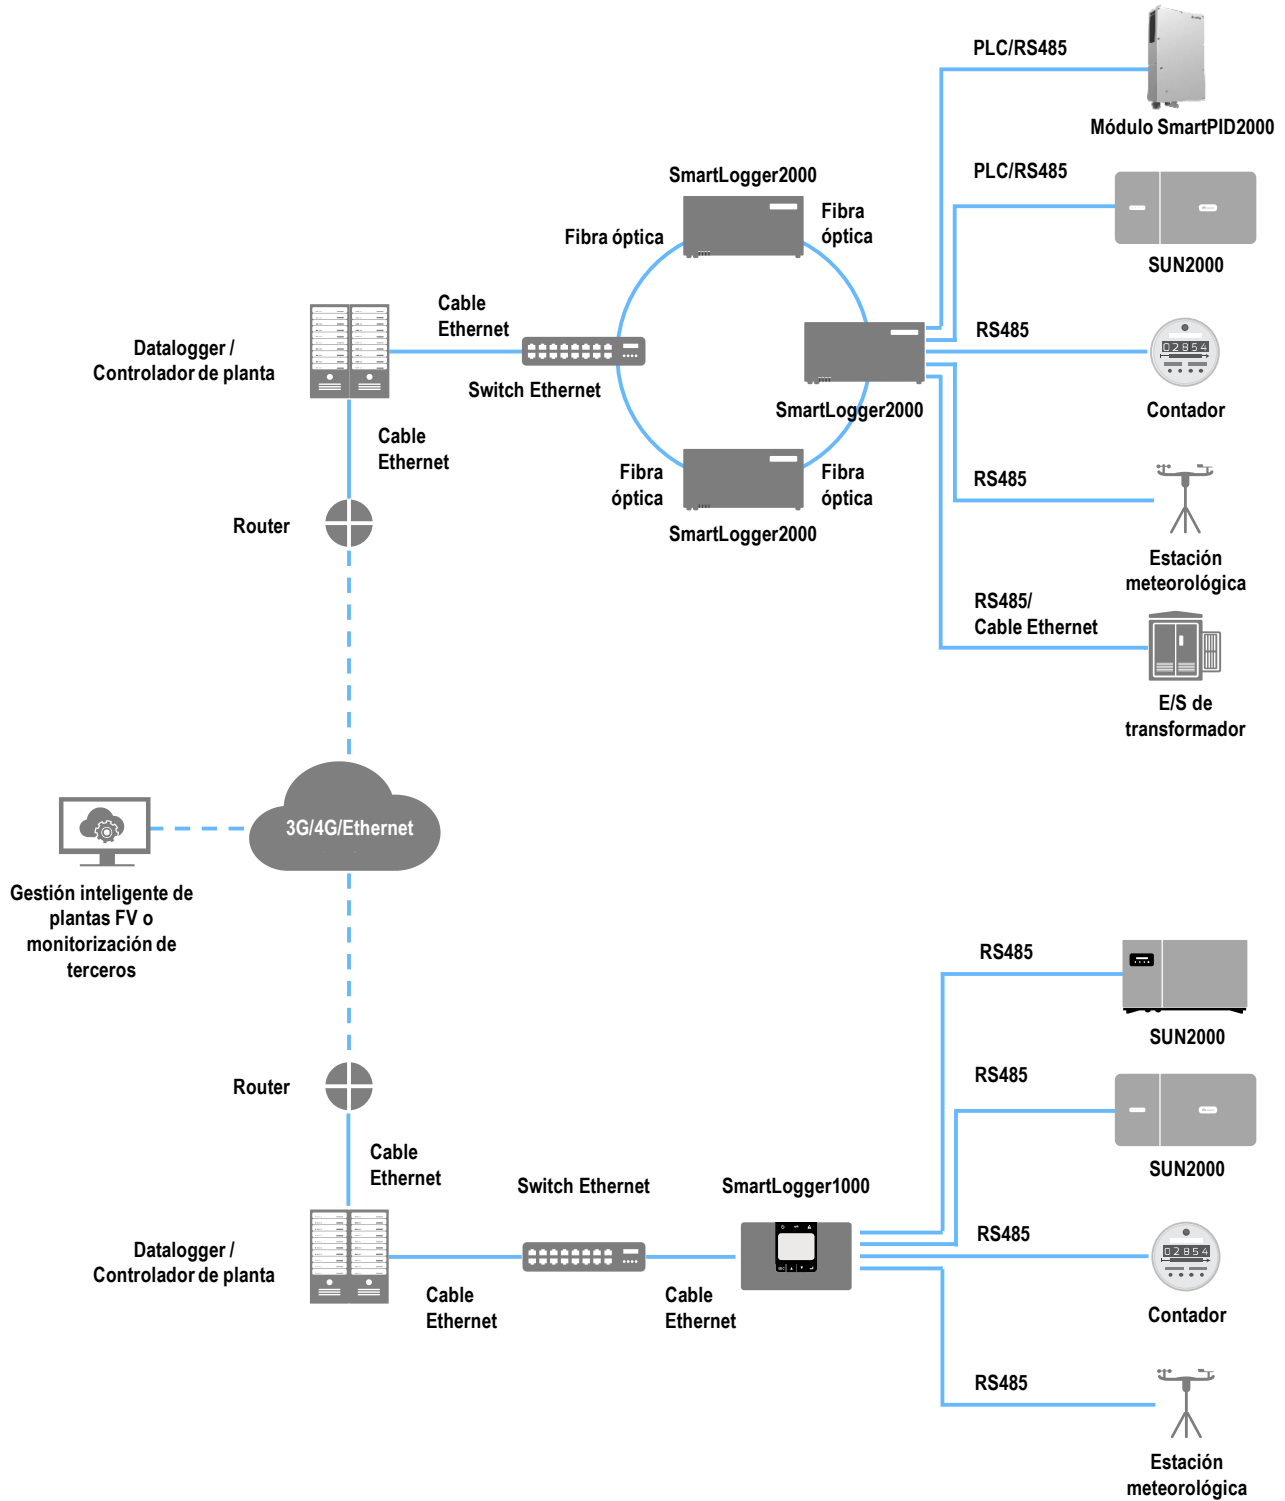 PLC/RS485
Módulo SmartPID2000
PLC/RS485
SmartLogger2000
Fibra
óptica
Fibra óptica
SUN2000
Cable
Ethernet
RS485
02854
Datalogger /
Controlador de planta
Switch Ethernet
SmartLogger2000
Contador
Cable
Ethernet
Fibra
óptica
Fibra
óptica
RS485
Router
SmartLogger2000
Estación
meteorológica
RS485/
Cable Ethernet
E/S de
transformador
3G/4G/Ethernet
Gestión inteligente de
plantas FV o
monitorización de
terceros
RS485
SUN2000
RS485
Router
Cable
Ethernet
Switch Ethernet
SmartLogger1000
SUN2000
RS485
02854
Datalogger /
Controlador de planta
Cable
Ethernet
Cable
Ethernet
Contador
RS485
Estación
meteorológica